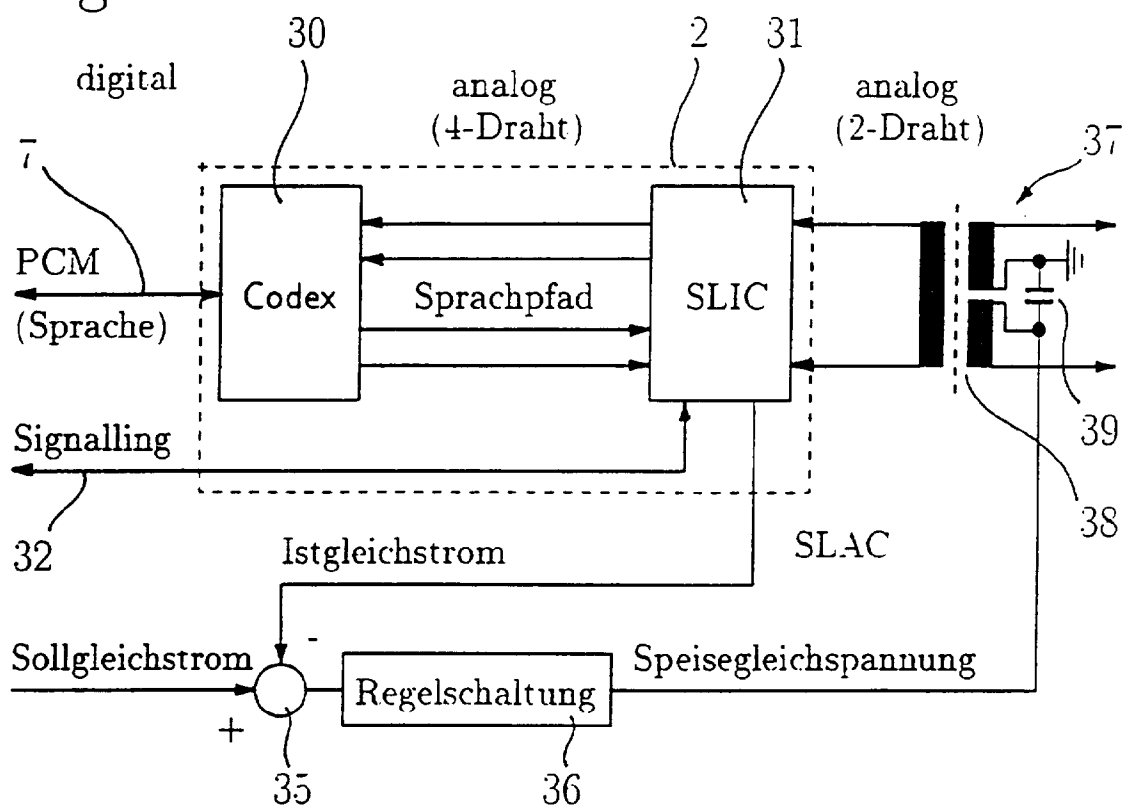 30
2
31
digital
analog
(4-Draht)
analog
(2-Draht)
7
37
PCM
(Sprache)
Codex
Sprachpfad
SLIC
39
Signalling
38
32
Istgleichstrom
SLAC
-
Sollgleichstrom
Speisegleichspannung
Regelschaltung
+
35
36